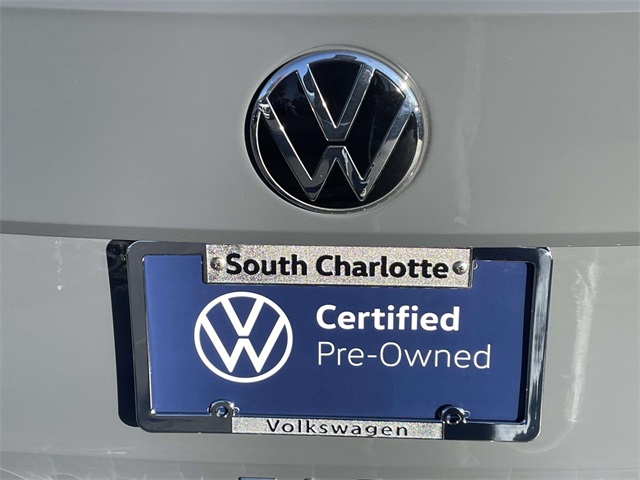 South Charlotte
Certified
Pre-Owned
Volkswagen